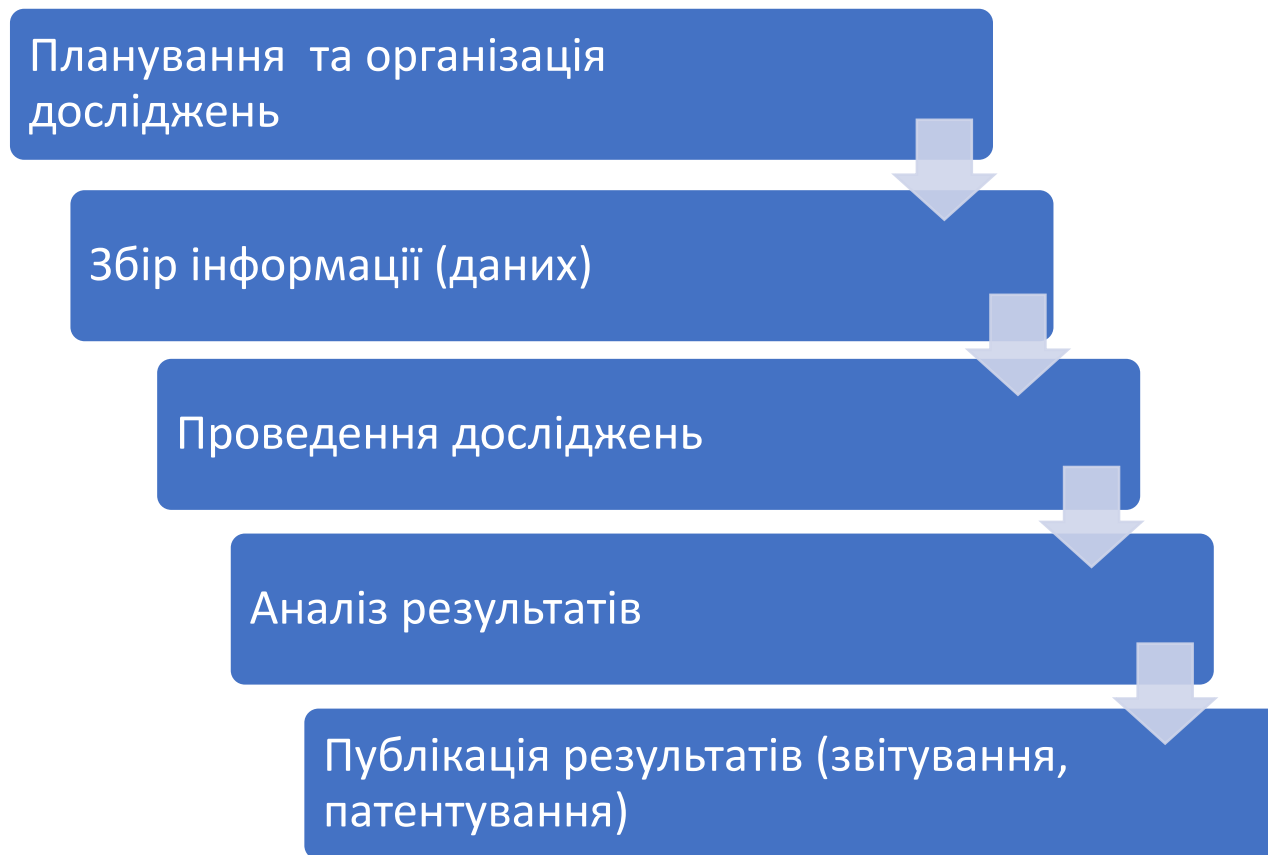 Планування  та організація
досліджень
Збір інформації (даних)
Проведення досліджень
Аналіз результатів
Публікація результатів (звітування,
патентування)